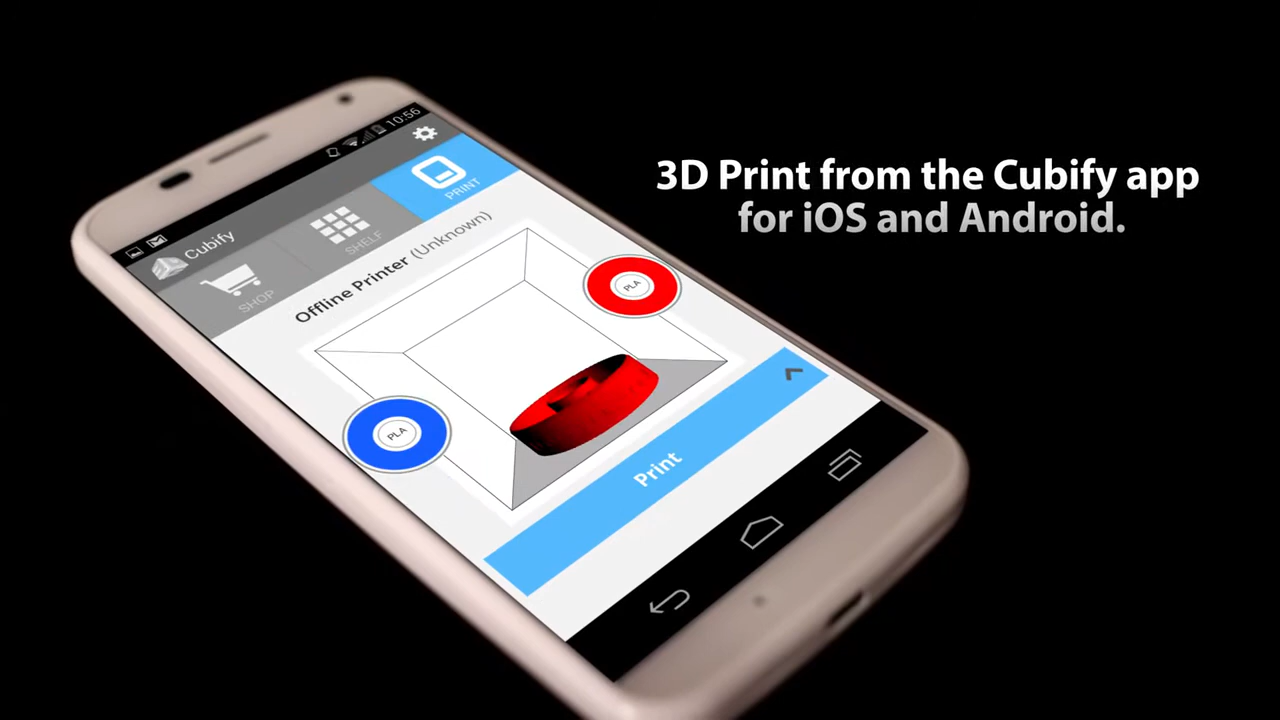 3D Print from the Cubify app
for iOS and Android.
10:56
Cubify
SHOP
SHELF
PRINT
Offline Printer (Unknown)
PLA
PLA
Print